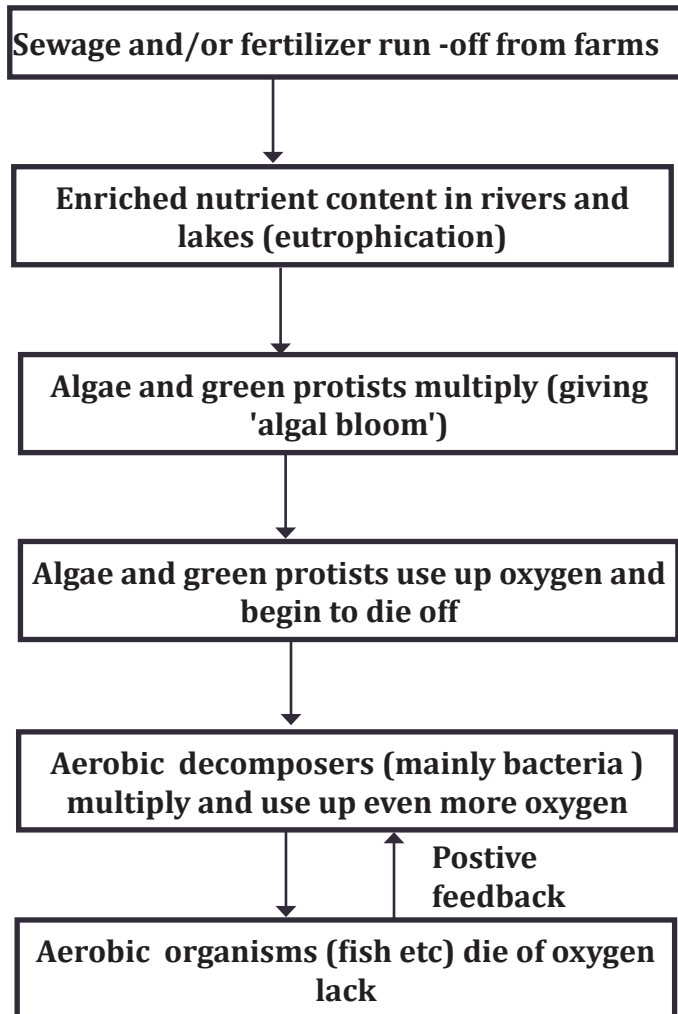 Sewage and/or fertilizer run -off from farms
Enriched nutrient content in rivers and
lakes (eutrophication)
Algae and green protists multiply (giving
'algal bloom')
Algae and green protists use up oxygen and
begin to die off
Aerobic decomposers (mainly bacteria )
multiply and use up even more oxygen
Postive
feedback
Aerobic organisms (fish etc) die of oxygen
lack